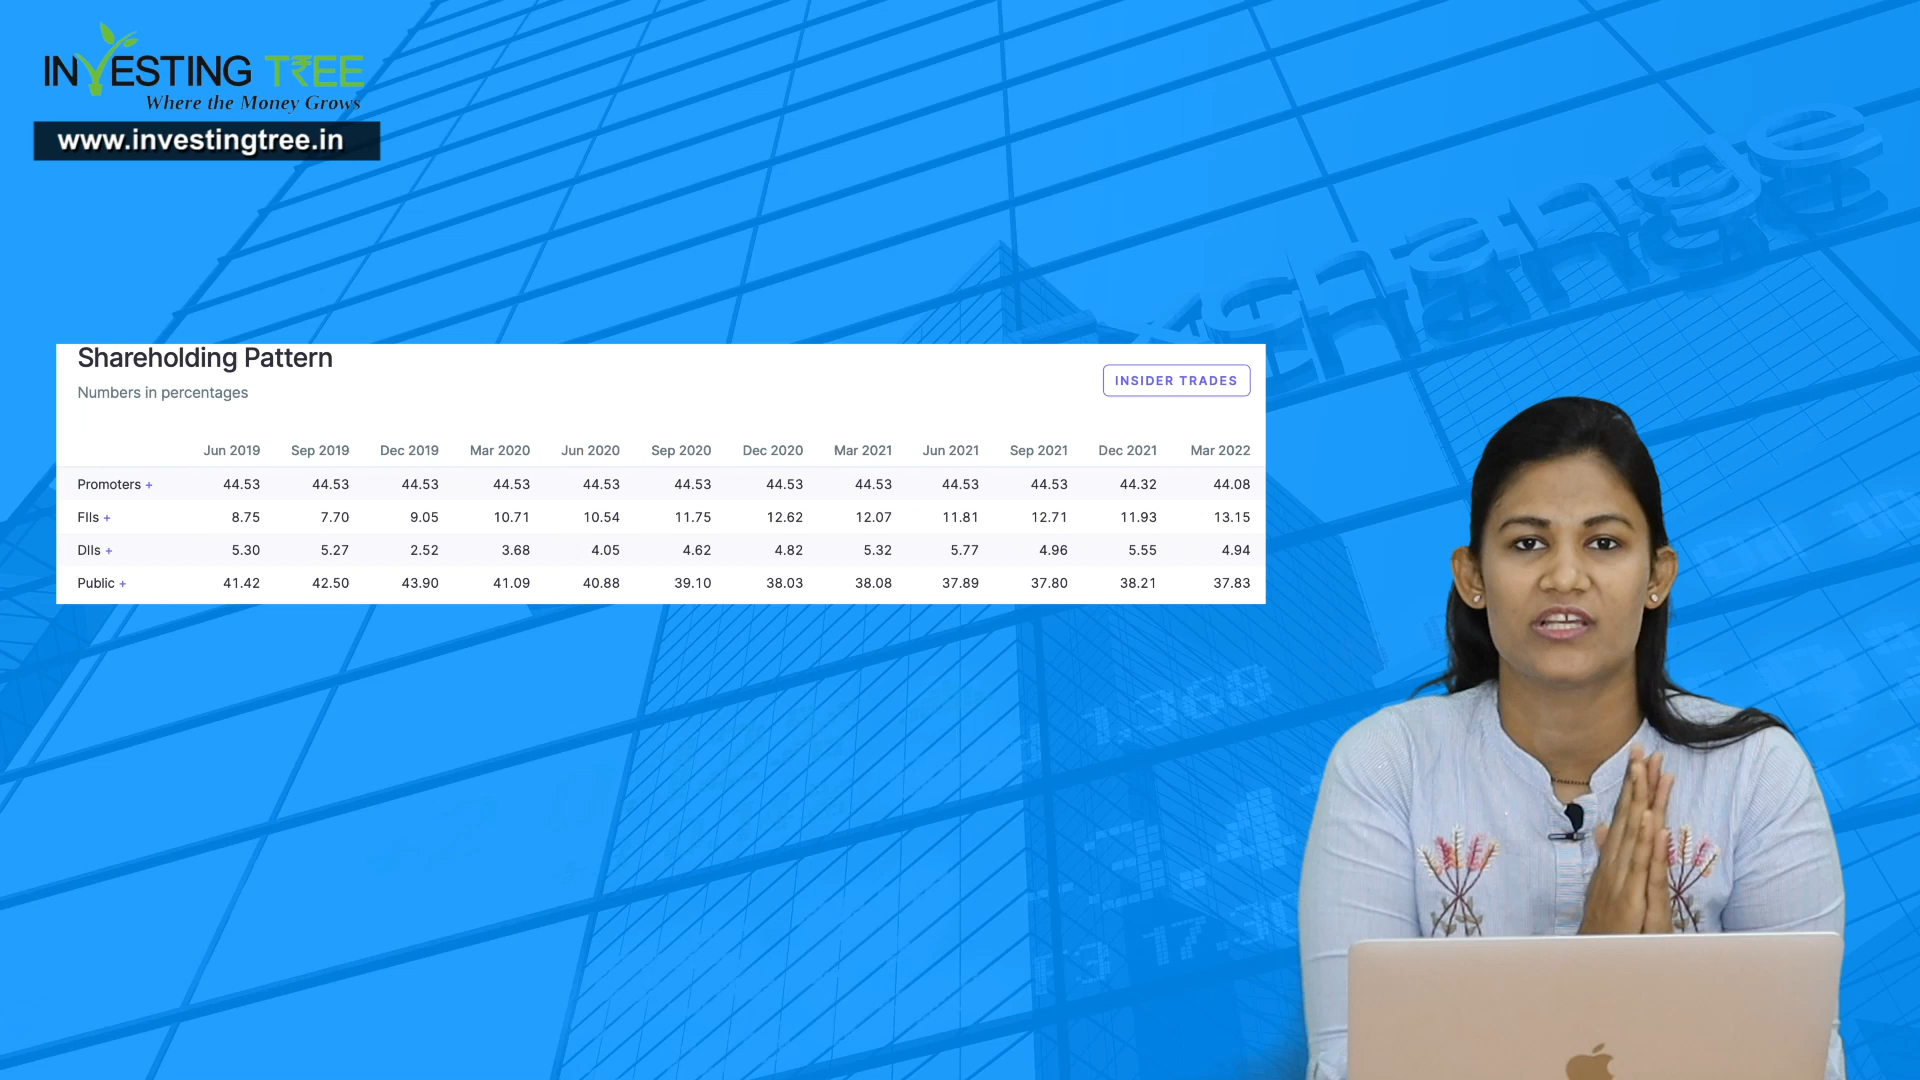 INVESTING TREE
Where the Money Grows
www.investingtree.in
xchange
Shareholding Pattern
Numbers in percentages
INSIDER TRADES
Jun 2019 Sep 2019 Dec 2019 Mar 2020 Jun 2020 Sep 2020 Dec 2020 Mar 2021 Jun 2021 Sep 2021 Dec 2021 Mar 2022
Promoters + 44.53 44.53 44.53 44.53 44.53 44.53 44.53 44.53 44.53 44.53 44.32 44.08
FIIs + 8.75 7.70 9.05 10.71 10.54 11.75 12.62 12.07 11.81 12.71 11.93 13.15
DIIs + 5.30 5.27 2.52 3.68 4.05 4.62 4.82 5.32 5.77 4.96 5.55 4.94
Public + 41.42 42.50 43.90 41.09 40.88 39.10 38.03 38.08 37.89 37.80 38.21 37.83
1,368